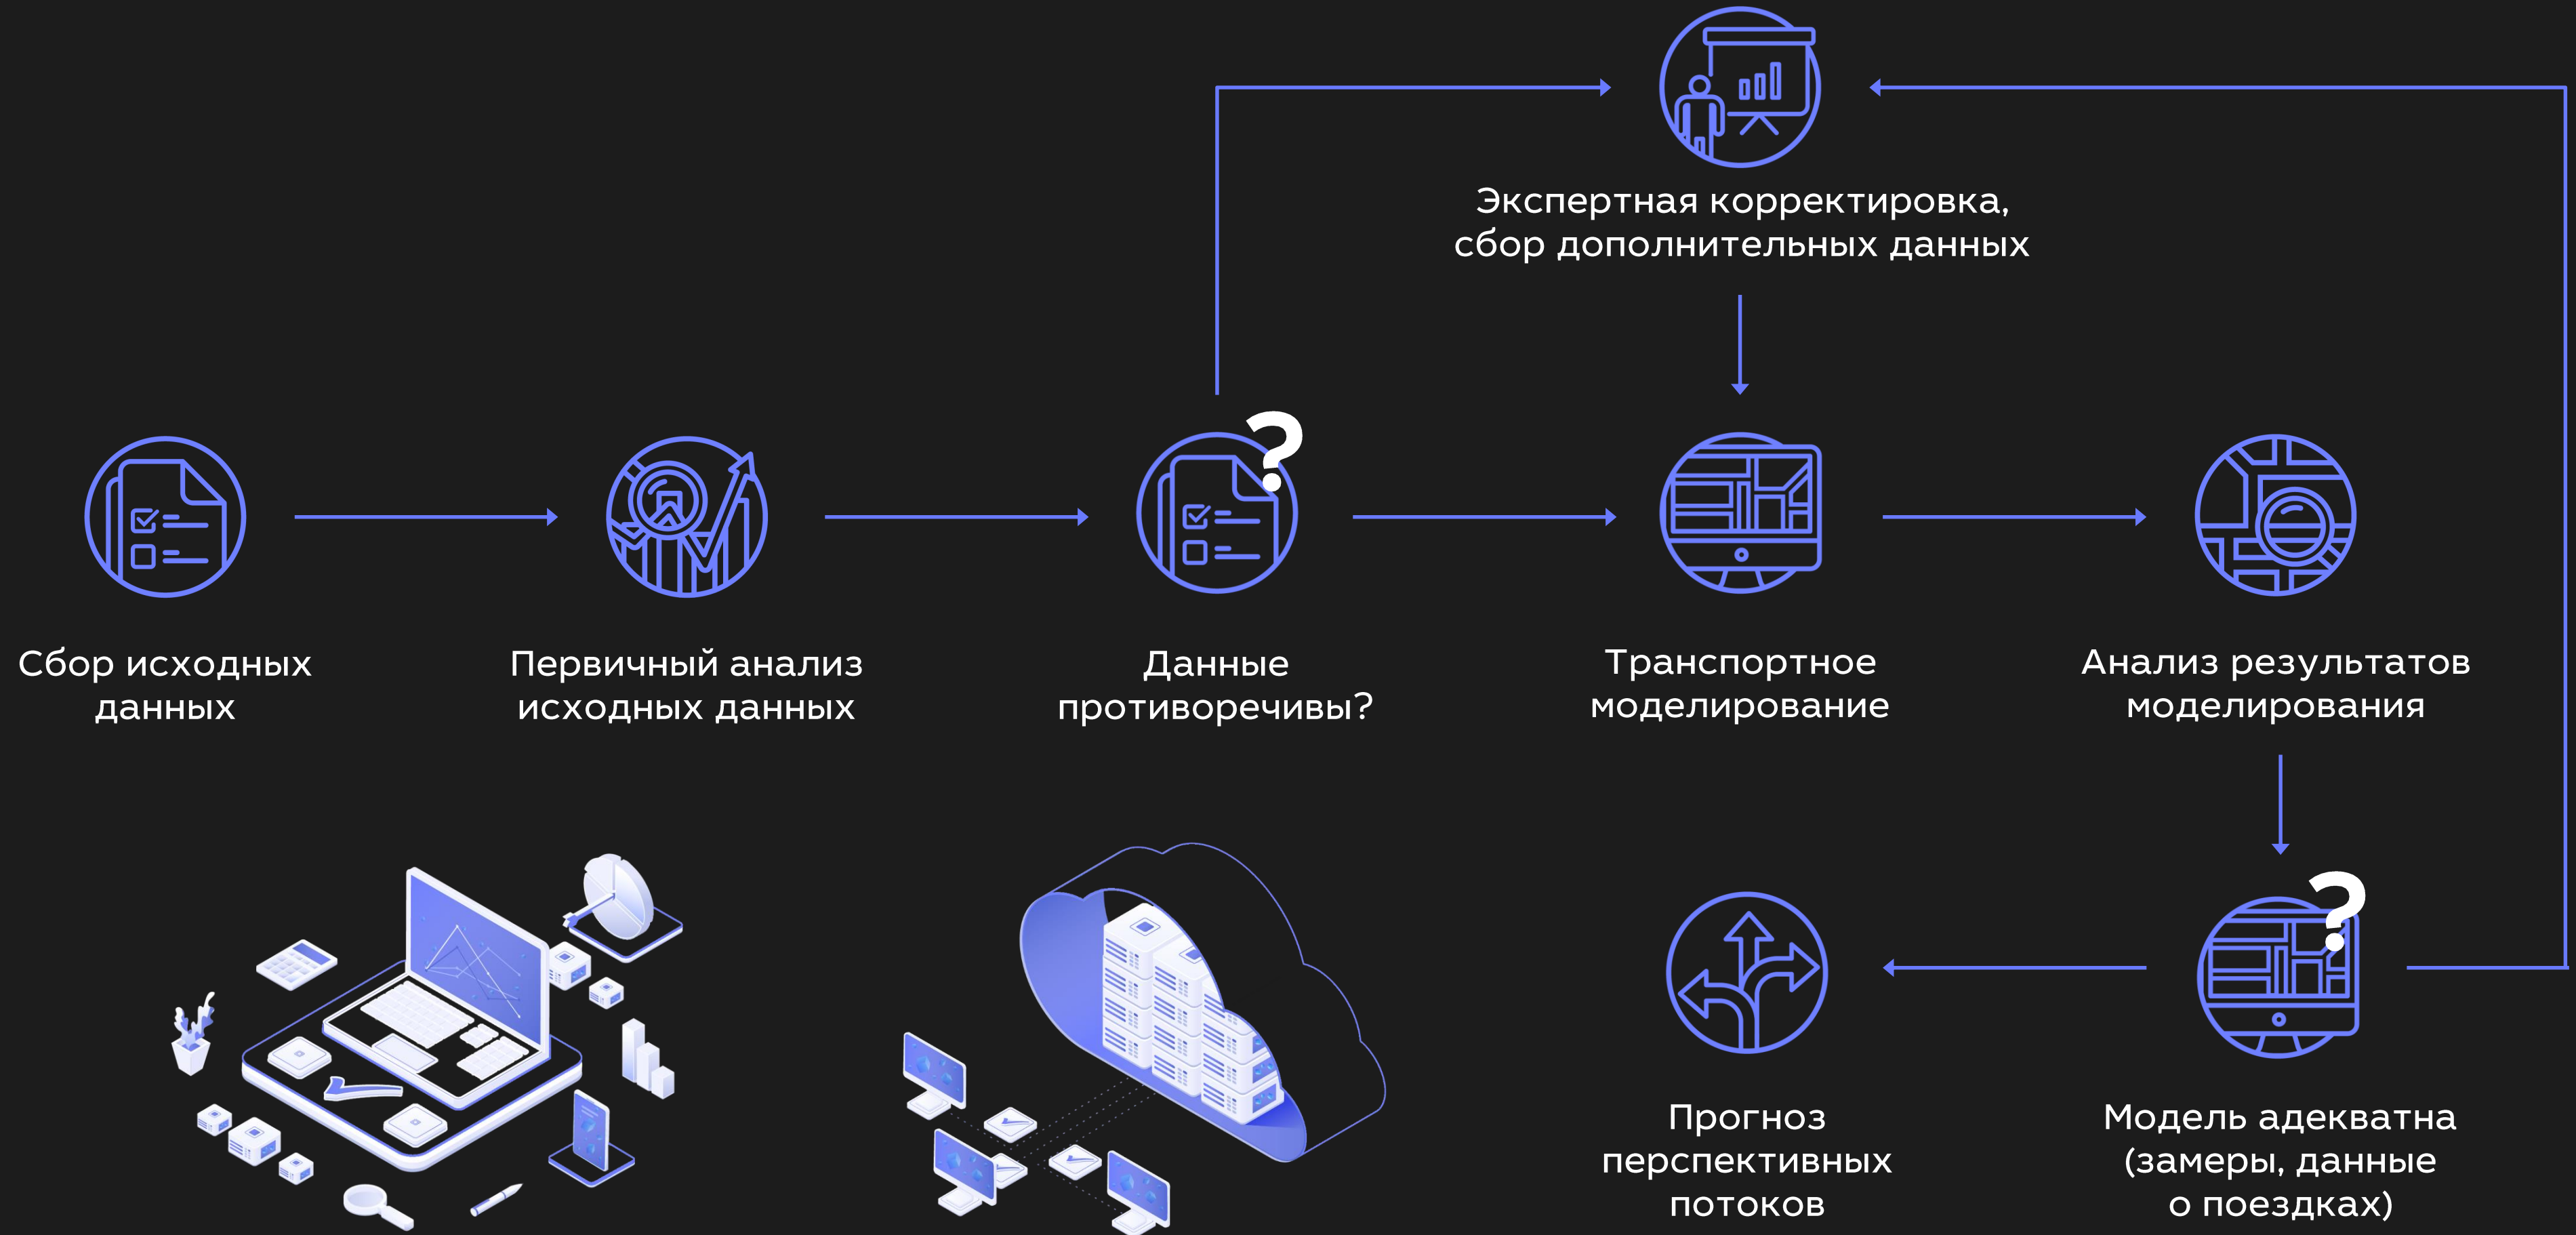 Экспертная корректировка,
сбор дополнительных данных
?
Сбор исходных
данных
Первичный анализ
исходных данных
Данные
противоречивы?
Транспортное
моделирование
Анализ результатов
моделирования
?
Прогноз
перспективных
потоков
Модель адекватна
(замеры, данные
о поездках)